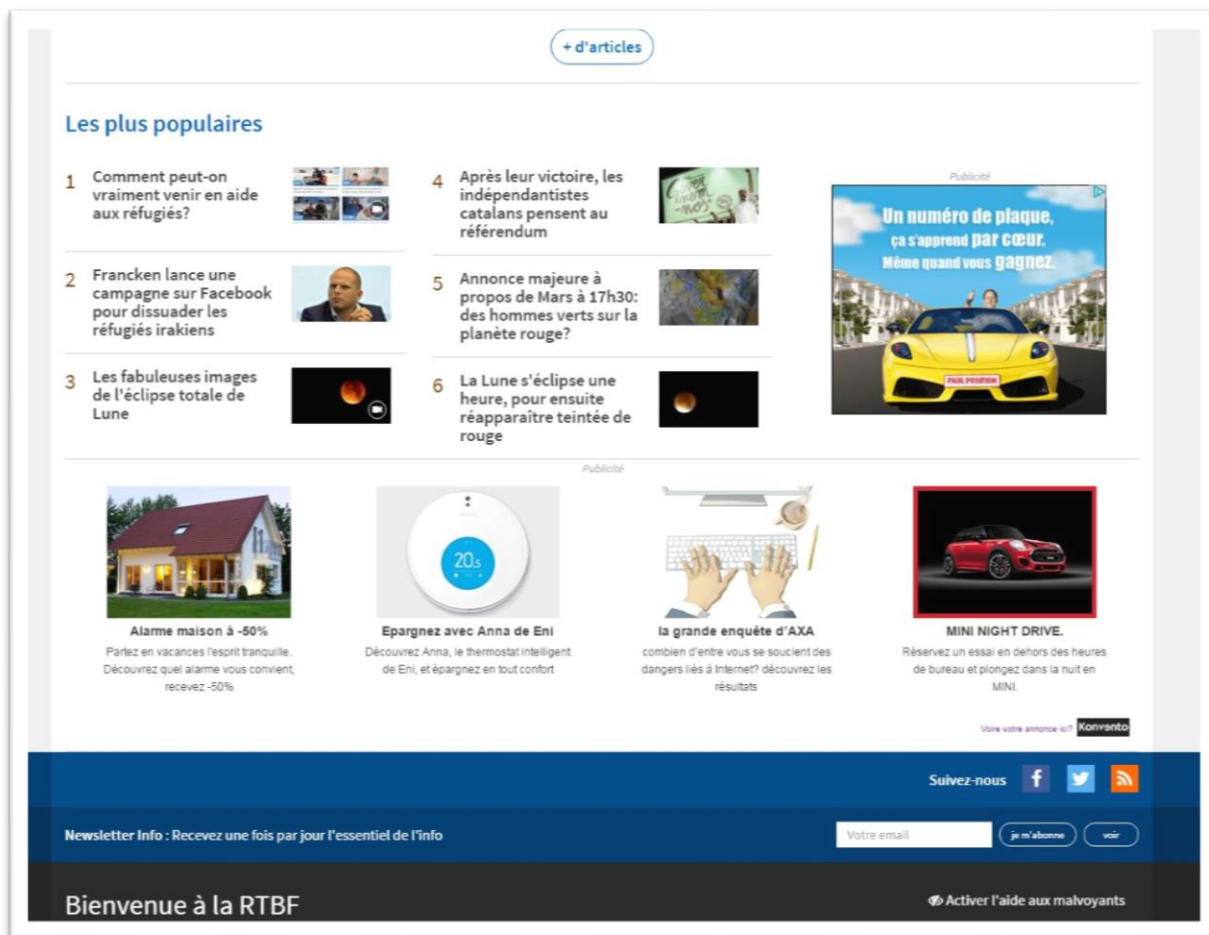 + d'articles
Les plus populaires
1
Comment peut-on
vraiment venir en aide
aux réfugiés?
2
Francken lance une
campagne sur Facebook
pour dissuader les
réfugiés irakiens
3
Les fabuleuses images
de l'éclipse totale de
Lune
4
Après leur victoire, les
indépendantistes
catalans pensent au
référendum
5
Annonce majeure à
propos de Mars à 17h30:
des hommes verts sur la
planète rouge?
6
La Lune s'éclipse une
heure, pour ensuite
réapparaître teintée de
rouge
Publicité
Un numéro de plaque,
ça s'apprend par cœur.
Même quand vous gagnez.
PAUL POSITION
Publicité
20.5
Alarme maison à -50%
Partez en vacances l'esprit tranquille.
Découvrez quel alarme vous convient,
recevez -50%
Epargnez avec Anna de Eni
Découvrez Anna, le thermostat intelligent
de Eni, et épargnez en tout confort
la grande enquête d'AXA
combien d'entre vous se soucient des
dangers liés à Internet? découvrez les
résultats
MINI NIGHT DRIVE.
Réservez un essai en dehors des heures
de bureau et plongez dans la nuit en
MINI.
Voire votre annonce ici? Konvento
Suivez-nous
Newsletter Info : Recevez une fois par jour l'essentiel de l'info
Votre email
je m'abonne
voir
Bienvenue à la RTBF
Activer l'aide aux malvoyants